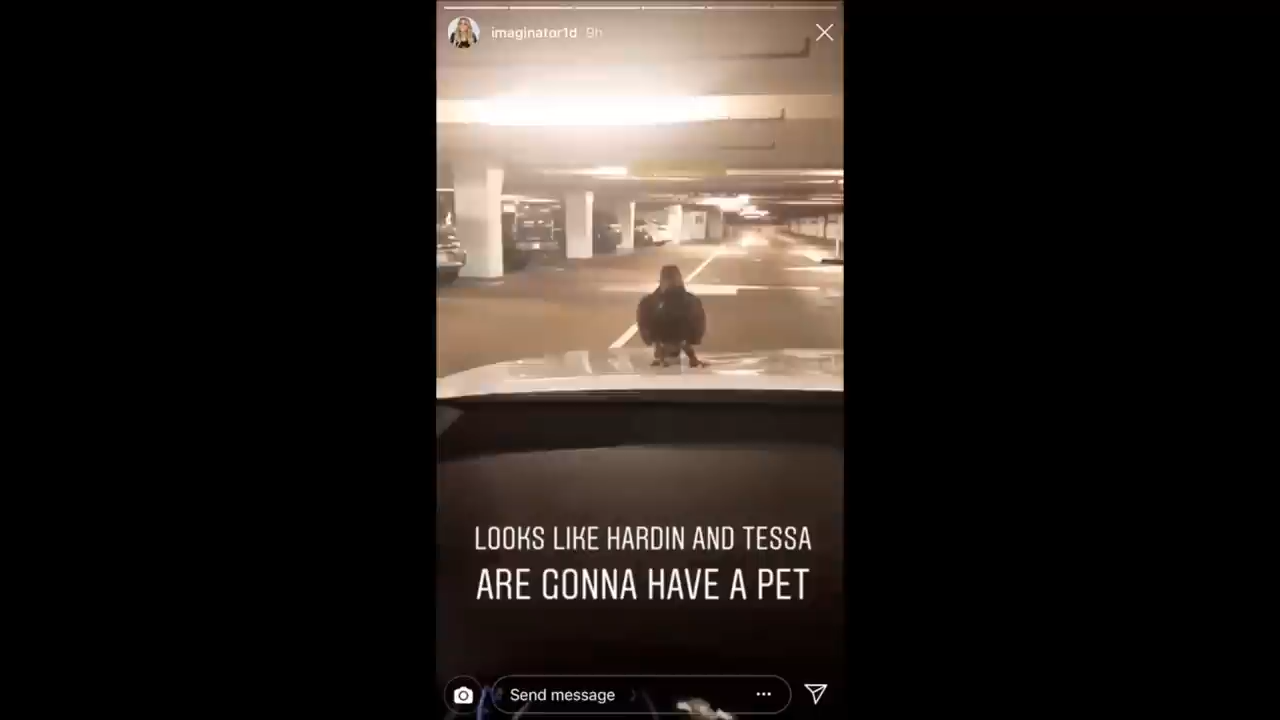 imaginator1d 9h
LOOKS LIKE HARDIN AND TESSA
ARE GONNA HAVE A PET
Send message